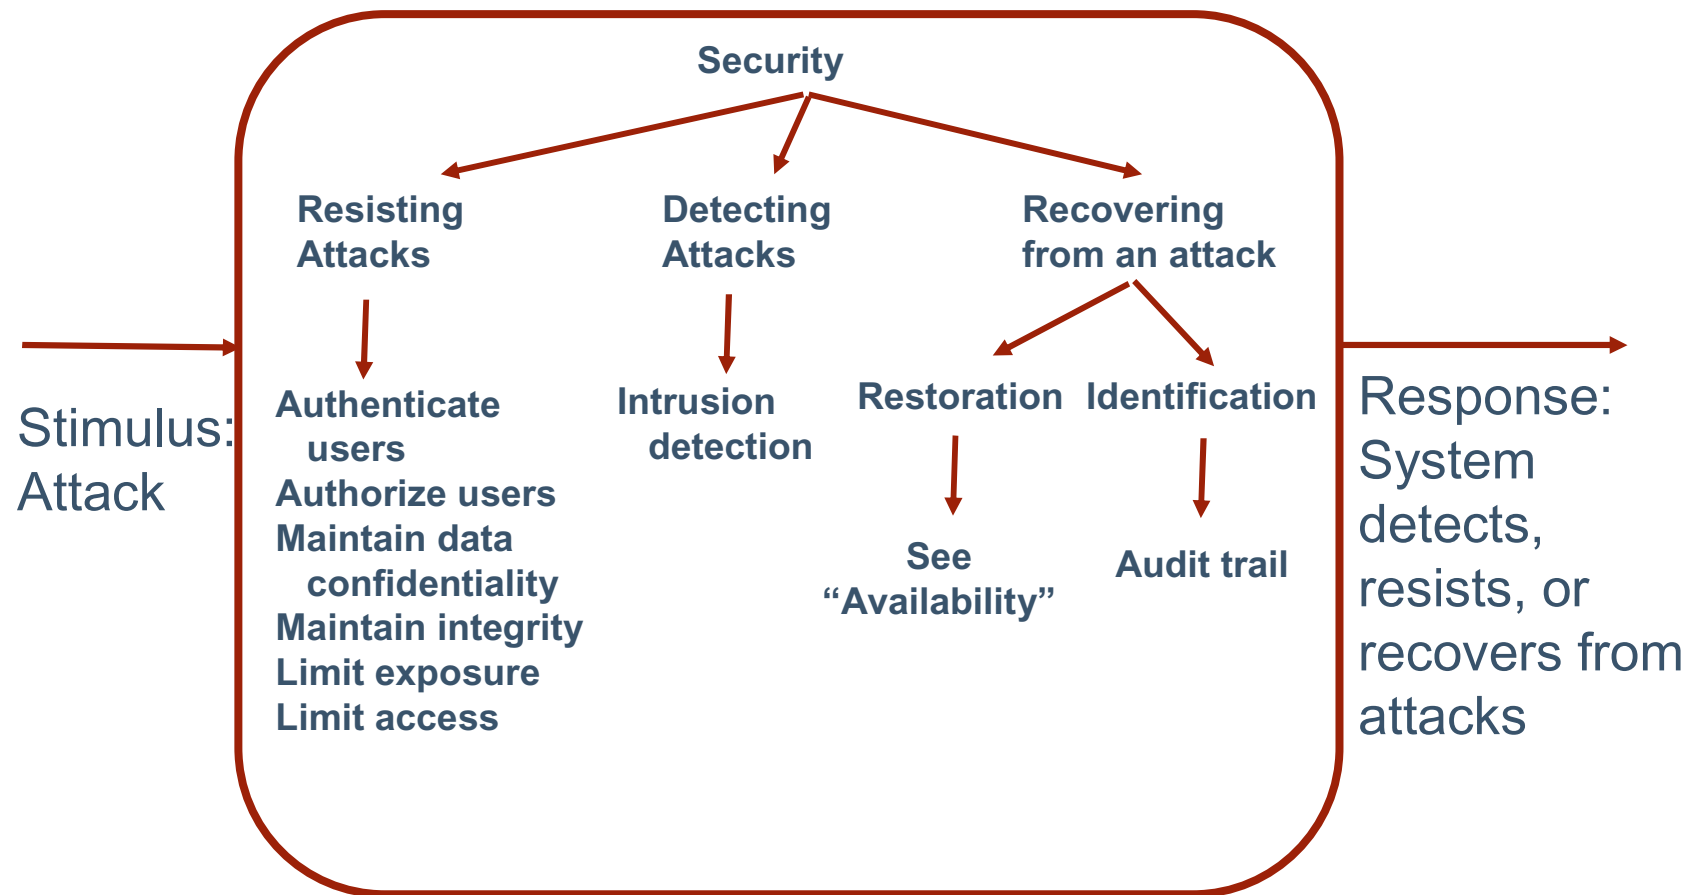 Security
Resisting
Attacks
Detecting
Attacks
Recovering
from an attack
Stimulus:
Attack
Authenticate
users
Authorize users
Maintain data
confidentiality
Maintain integrity
Limit exposure
Limit access
Intrusion
detection
Restoration
Identification
See
“Availability”
Audit trail
Response:
System
detects,
resists, or
recovers from
attacks